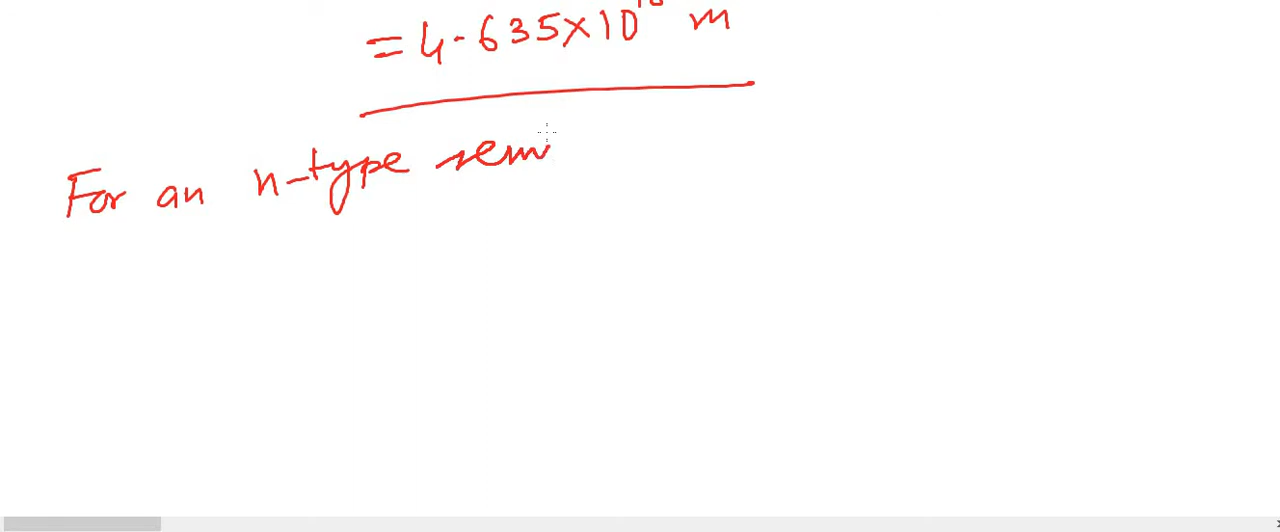 = 4.635×10 m
For an n-type semi